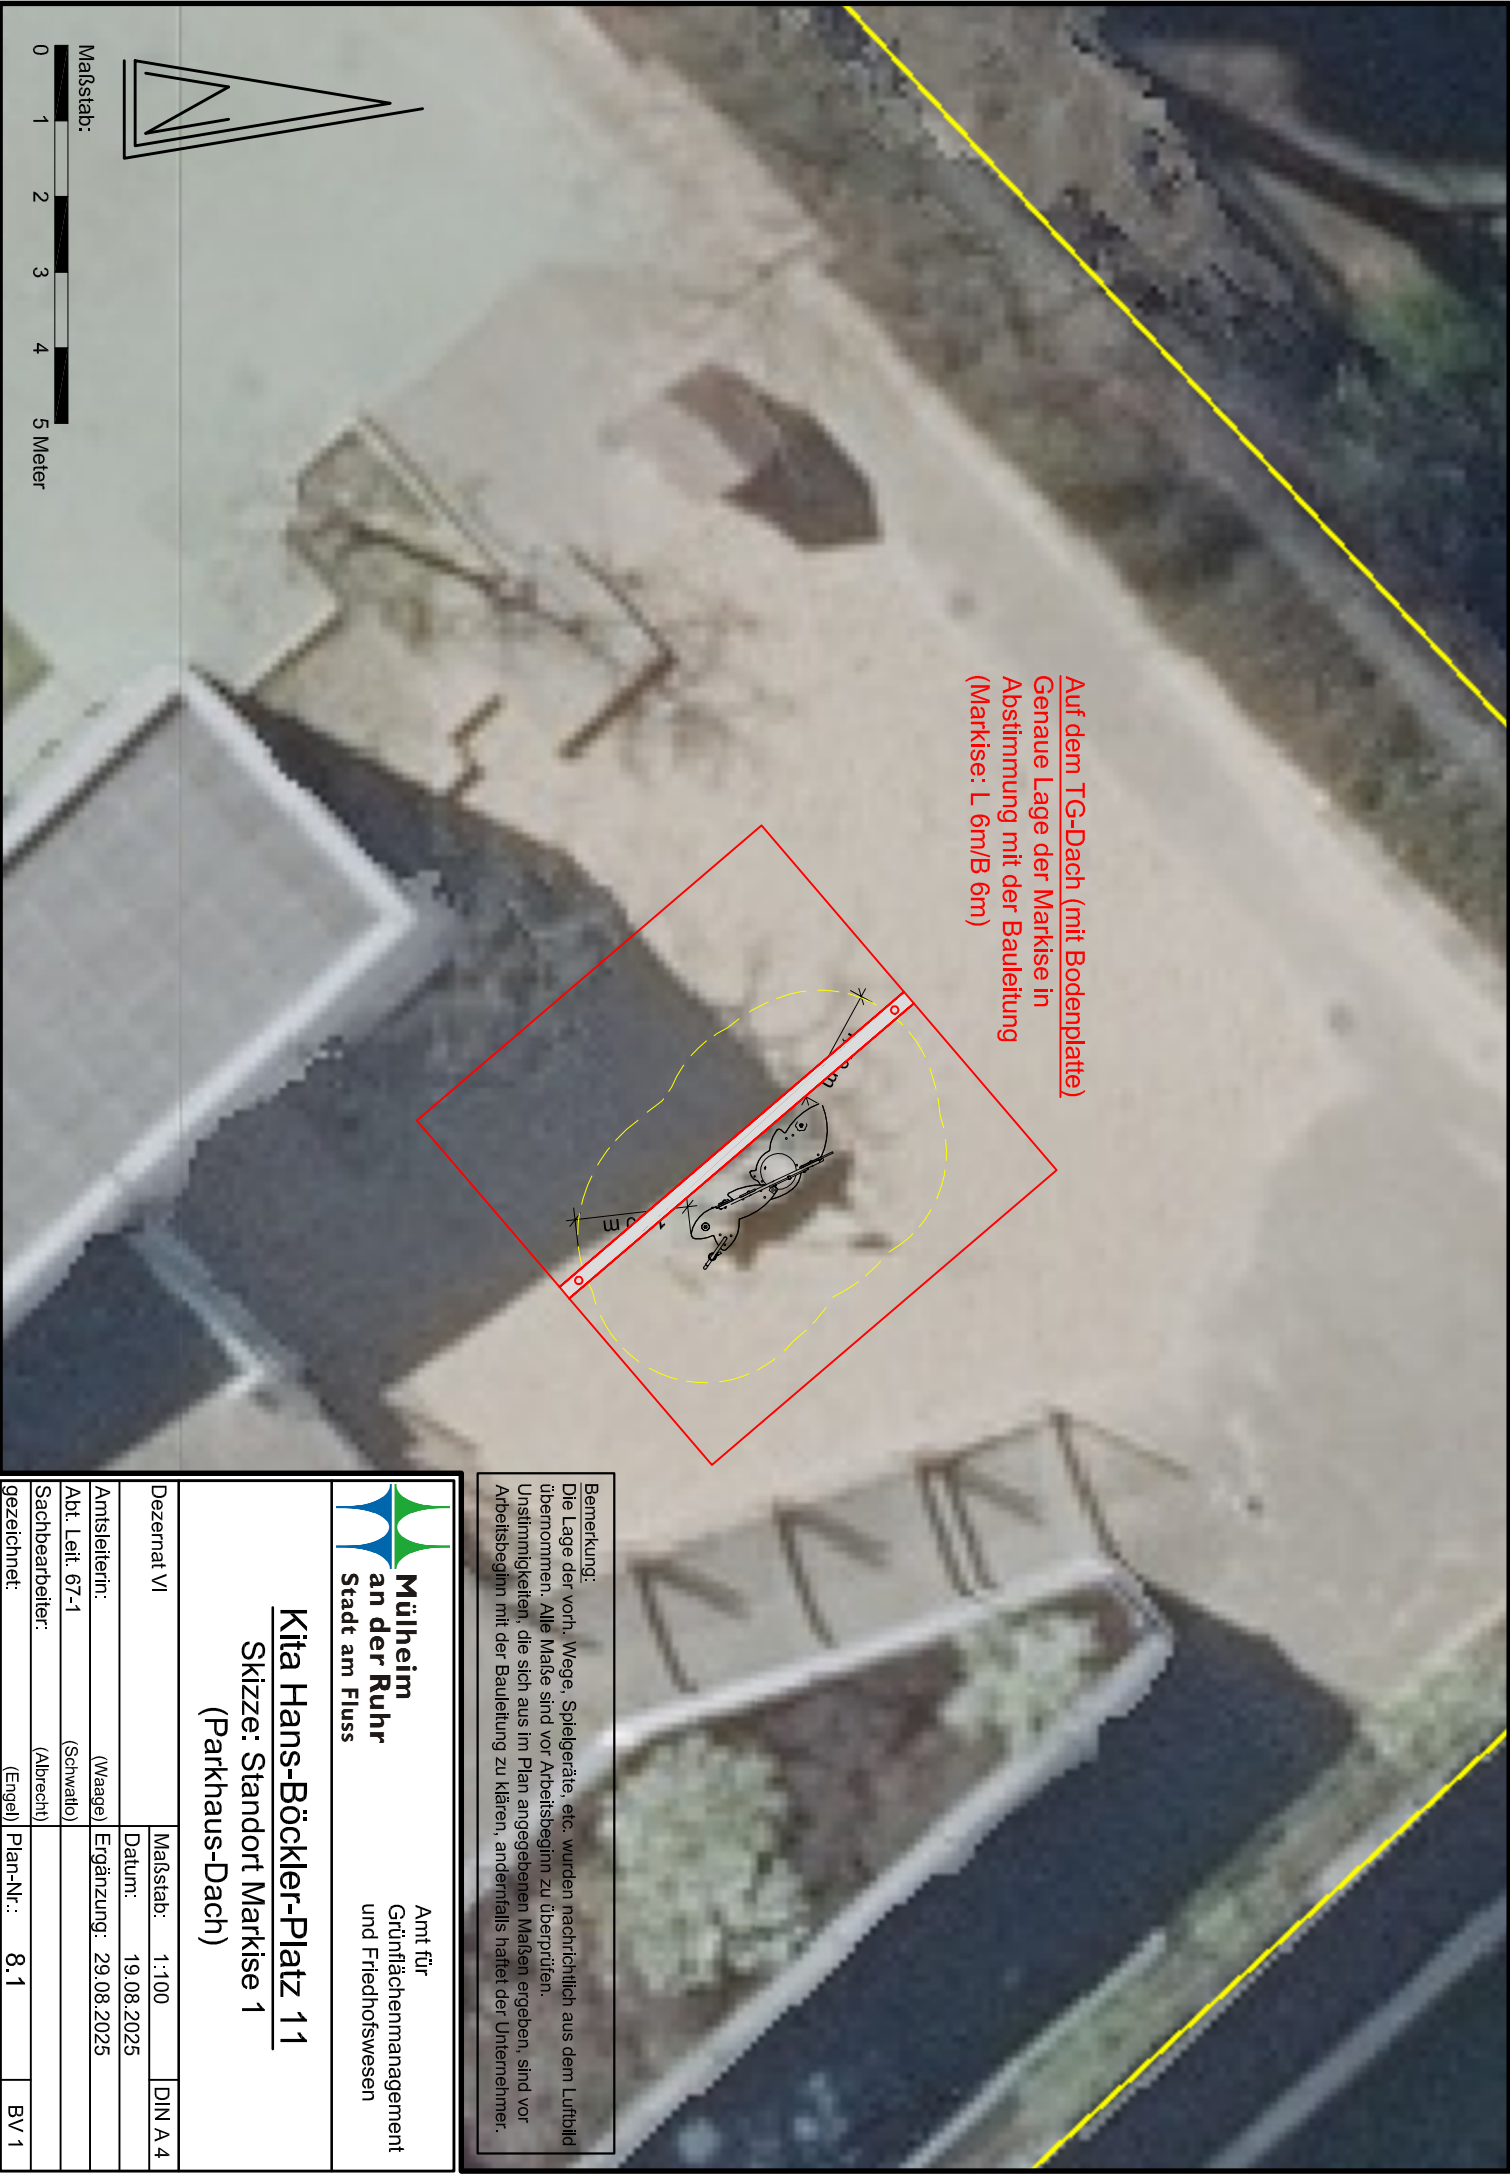 Auf dem TG-Dach (mit Bodenplatte)
Genaue Lage der Markise in
Abstimmung mit der Bauleitung
(Markise: L 6m/B 6m)
Maßstab:
0 1 2 3 4 5 Meter
Bemerkung:
Die Lage der vorh. Wege, Spielgeräte, etc. wurden nachrichtlich aus dem Luftbild
übernommen. Alle Maße sind vor Arbeitsbeginn zu überprüfen.
Unstimmigkeiten, die sich aus im Plan angegebenen Maßen ergeben, sind vor
Arbeitsbeginn mit der Bauleitung zu klären, andernfalls haftet der Unternehmer.
Mülheim
an der Ruhr
Stadt am Fluss
Amt für
Grünflächenmanagement
und Friedhofswesen
Kita Hans-Böckler-Platz 11
Skizze: Standort Markise 1
(Parkhaus-Dach)
Dezernat VI
Maßstab: 1:100 DIN A 4
Datum: 19.08.2025
Amtsleiterin: (Waage) Ergänzung: 29.08.2025
Abt. Leit. 67-1 (Schwatlo)
Sachbearbeiter: (Albrecht)
gezeichnet: (Engel) Plan-Nr.: 8.1 BV 1